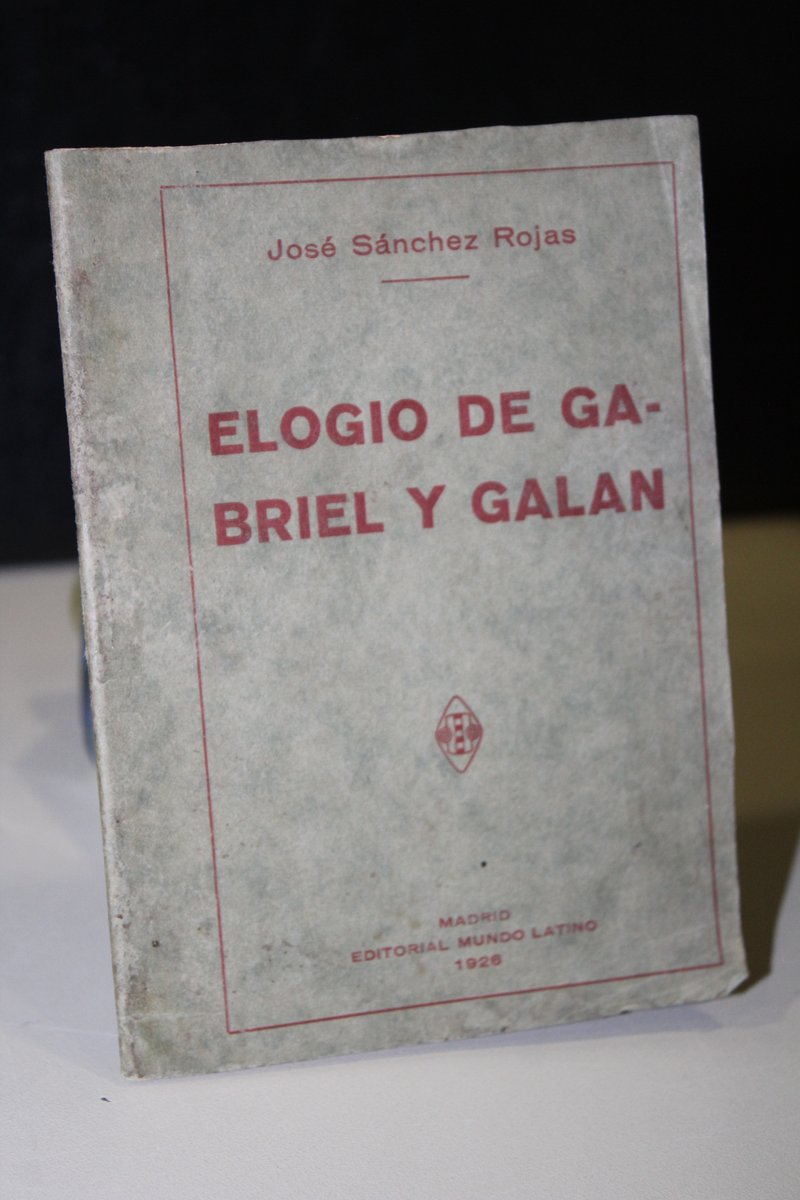 José Sánchez Rojas
ELOGIO DE GA-
BRIEL Y GALAN
MADRID
EDITORIAL MUNDO LATINO
1926